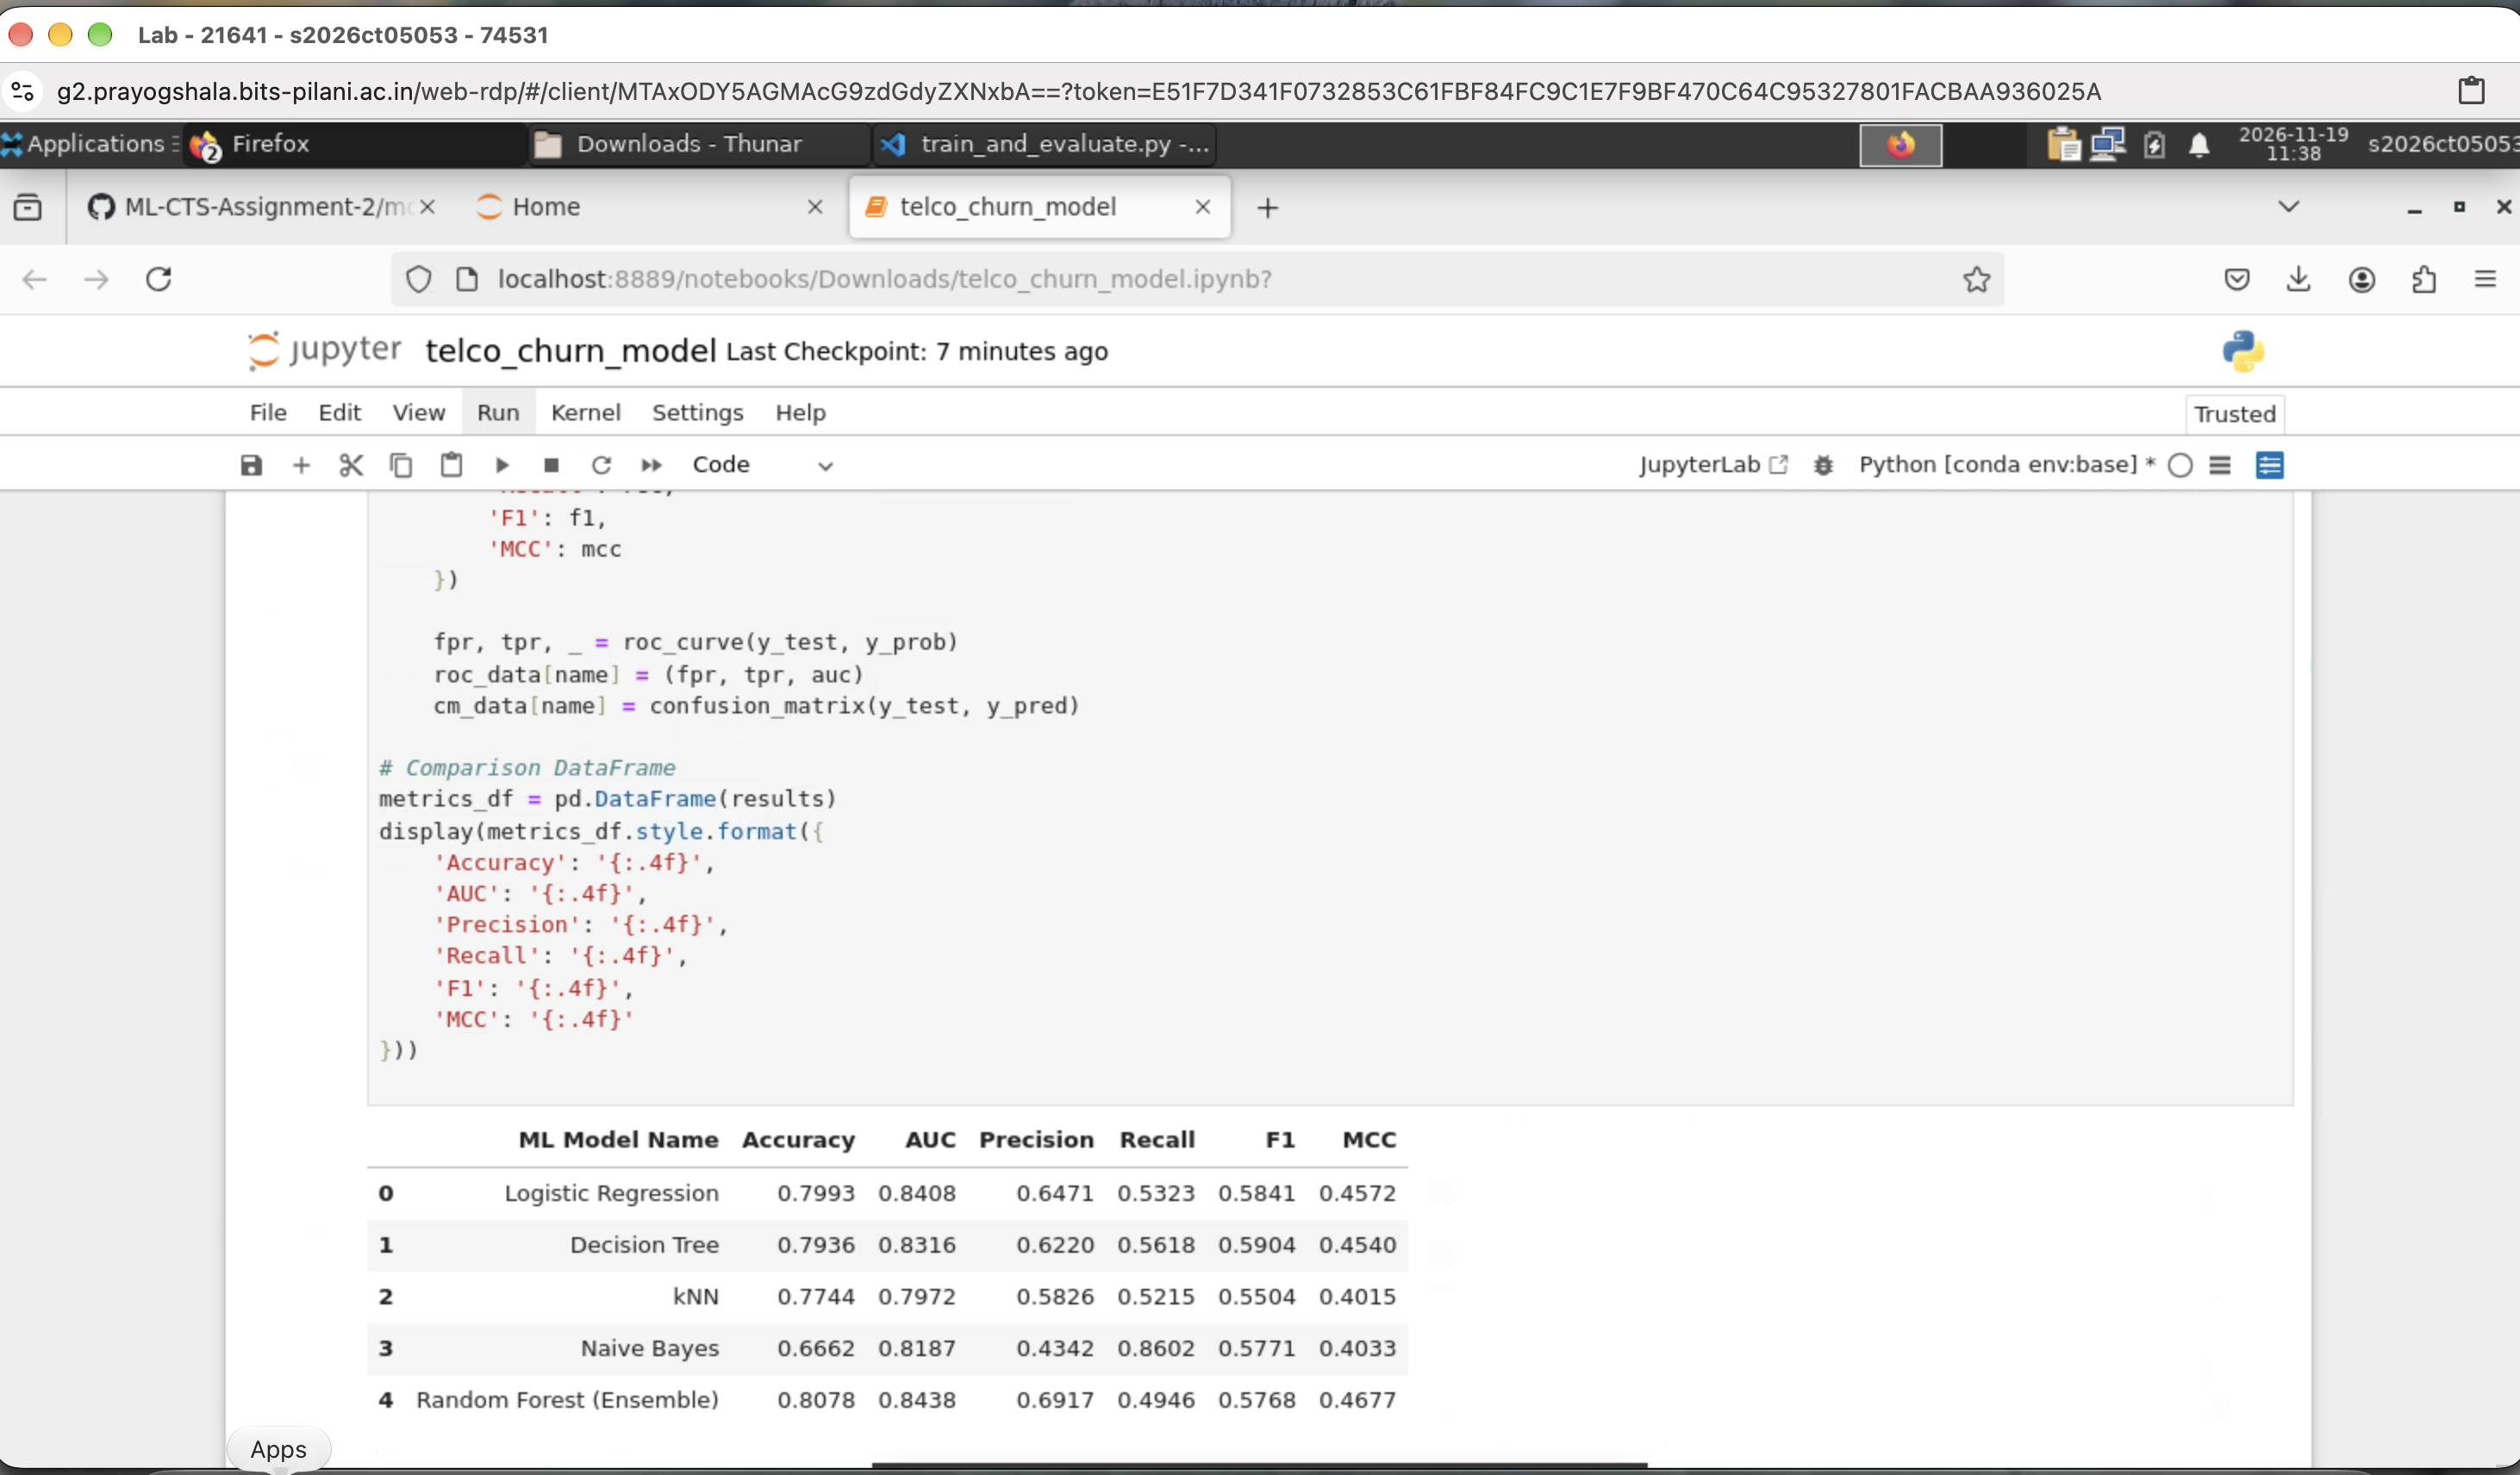 Lab - 21641 - s2026ct05053 - 74531
g2.prayogshala.bits-pilani.ac.in/web-rdp/#/client/MTAxODY5AGMAcG9zdGdyZXNxbA==?token=E51F7D341F0732853C61FBF84FC9C1E7F9BF470C64C95327801FACBAA936025A
Applications Firefox Downloads - Thunar train_and_evaluate.py -... 2026-11-19 11:38 s2026ct05053
ML-CTS-Assignment-2/mo Home telco_churn_model
localhost:8889/notebooks/Downloads/telco_churn_model.ipynb?
jupyter telco_churn_model Last Checkpoint: 7 minutes ago
File Edit View Run Kernel Settings Help Trusted
Code JupyterLab Python [conda env:base] *
'F1': f1,
'MCC': mcc
})
fpr, tpr, _ = roc_curve(y_test, y_prob)
roc_data[name] = (fpr, tpr, auc)
cm_data[name] = confusion_matrix(y_test, y_pred)
# Comparison DataFrame
metrics_df = pd.DataFrame(results)
display(metrics_df.style.format({
'Accuracy': '{:.4f}',
'AUC': '{:.4f}',
'Precision': '{:.4f}',
'Recall': '{:.4f}',
'F1': '{:.4f}',
'MCC': '{:.4f}'
}))
ML Model Name Accuracy AUC Precision Recall F1 MCC
0 Logistic Regression 0.7993 0.8408 0.6471 0.5323 0.5841 0.4572
1 Decision Tree 0.7936 0.8316 0.6220 0.5618 0.5904 0.4540
2 kNN 0.7744 0.7972 0.5826 0.5215 0.5504 0.4015
3 Naive Bayes 0.6662 0.8187 0.4342 0.8602 0.5771 0.4033
4 Random Forest (Ensemble) 0.8078 0.8438 0.6917 0.4946 0.5768 0.4677
Apps